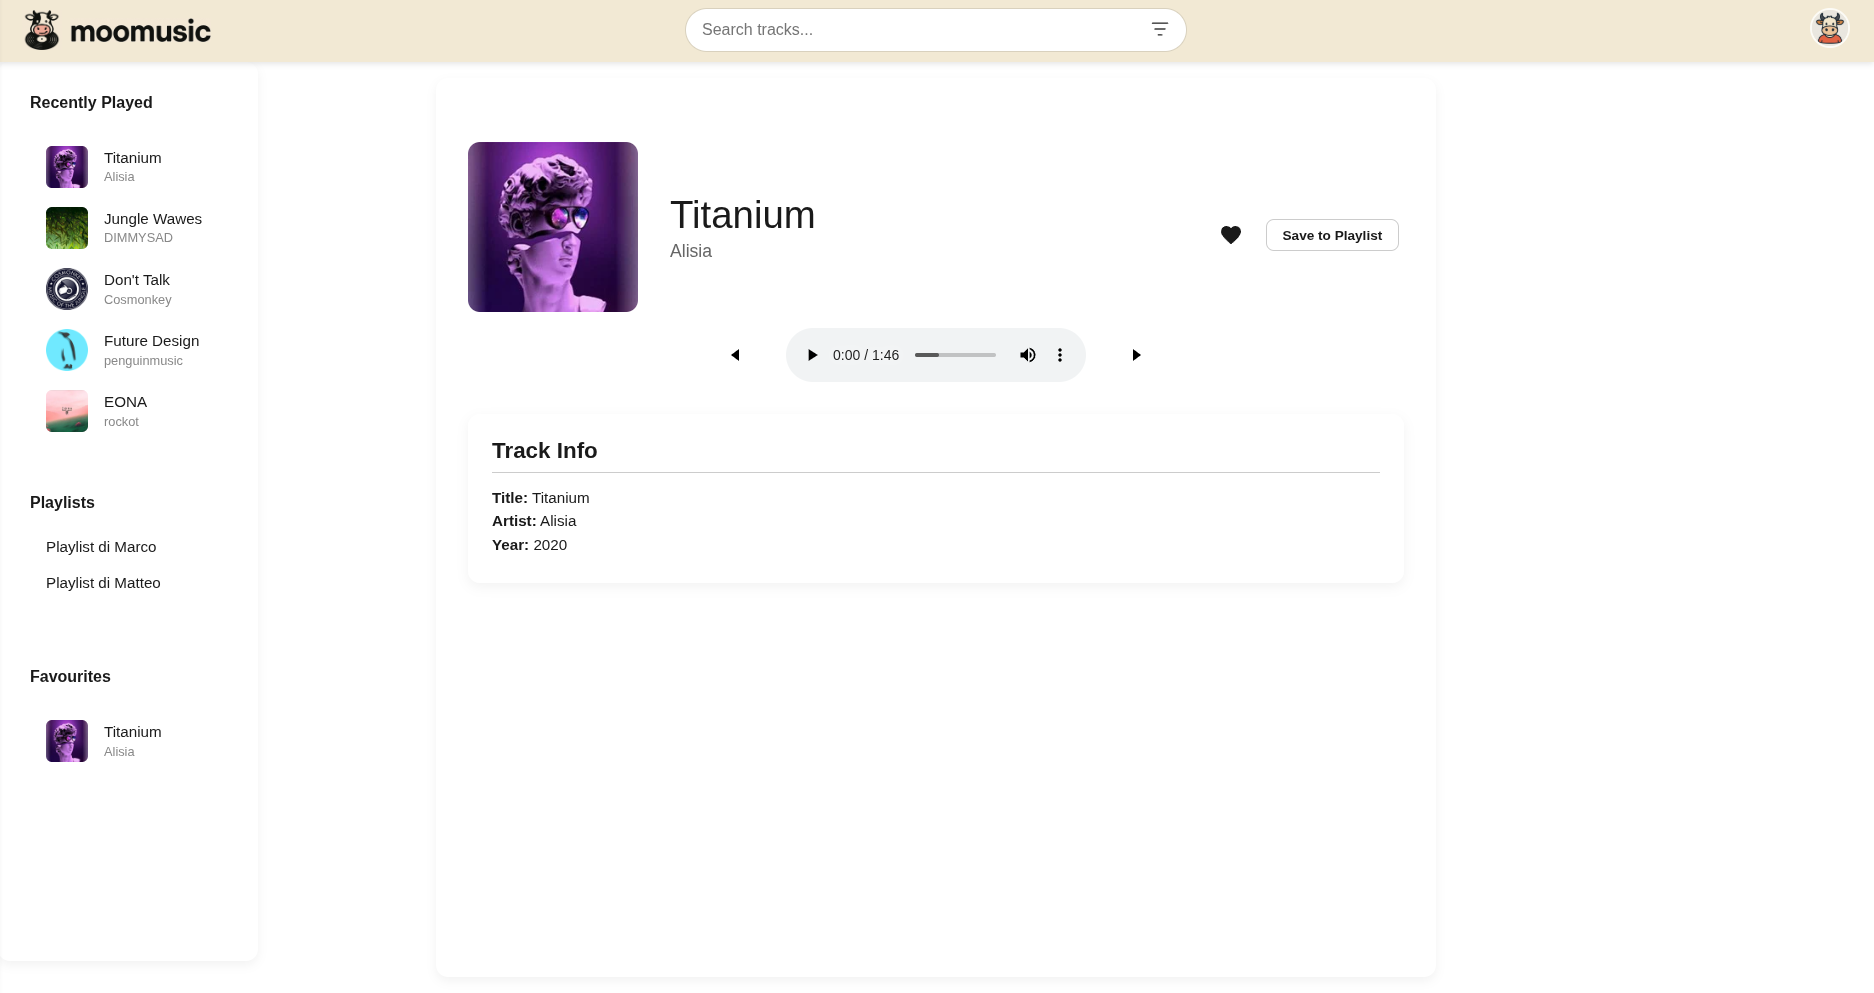 moomusic
Search tracks...
Recently Played
Titanium
Alisia
Jungle Wawes
DIMMYSAD
Don't Talk
Cosmonkey
Future Design
penguinmusic
EONA
rockot
Playlists
Playlist di Marco
Playlist di Matteo
Favourites
Titanium
Alisia
Titanium
Alisia
Save to Playlist
0:00 / 1:46
Track Info
Title: Titanium
Artist: Alisia
Year: 2020